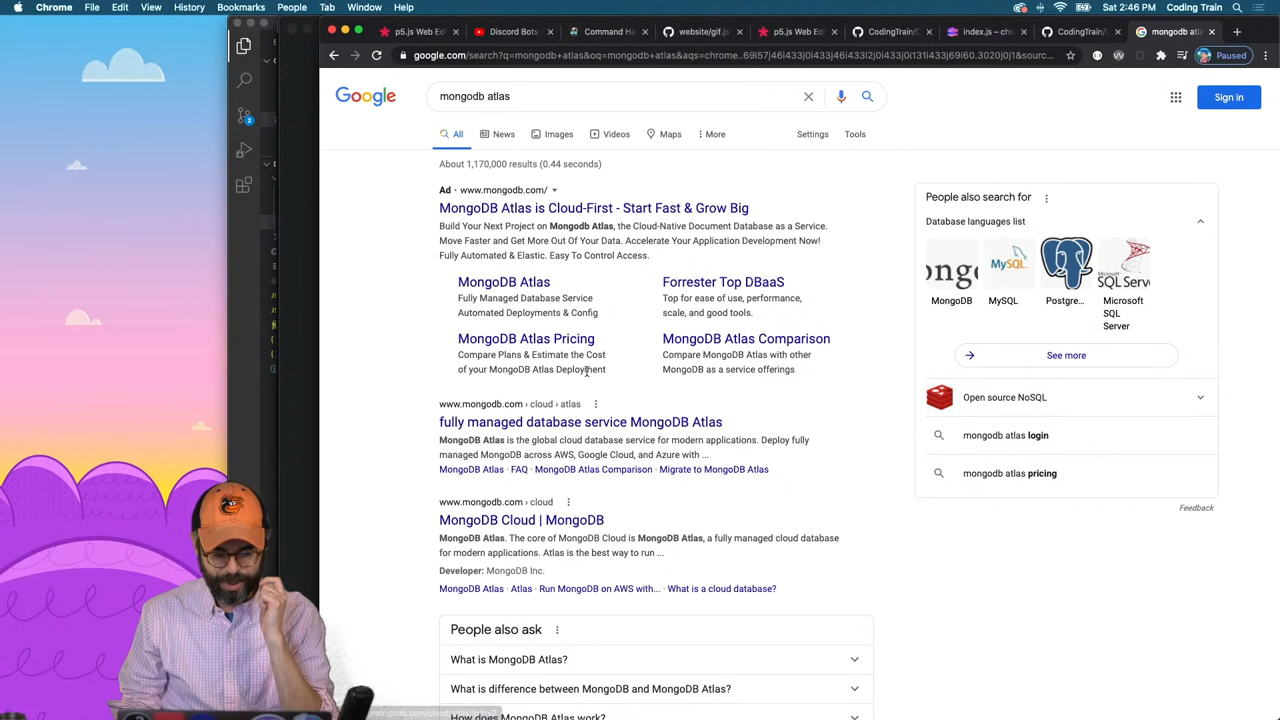 Chrome File Edit View History Bookmarks Profiles Tab Window Help
Coding Train
p5.js Web Edi
Discord Bots
Command Ha
website/gif.js
p5.js Web Edi
CodingTrain/
index.js – cho
CodingTrain/
mongodb atla
google.com/search?q=mongodb+atlas&oq=mongodb+atlas&aqs=chrome..69i57j46i433j0i457j46i433j0i433j46i433j0i10j46i433j0i10i20j0j1&sourc...
Paused
Google
mongodb atlas
Sign in
All
News
Images
Videos
Maps
More
Settings
Tools
About 1,170,000 results (0.44 seconds)
Ad · www.mongodb.com/
MongoDB Atlas is Cloud-First - Start Fast & Grow Big
Build Your Next Project on Mongodb Atlas, the Cloud-Native Document Database as a Service.
Move Faster and Get More Out Of Your Data. Accelerate Your Application Development Now!
Fully Automated & Elastic. Easy To Control Access.
MongoDB Atlas
Fully Managed Database Service
Automated Deployments & Config
Forrester Top DBaaS
Top for ease of use, performance,
scale, and good tools.
MongoDB Atlas Pricing
Compare Plans & Estimate the Cost
of your MongoDB Atlas Deployment
MongoDB Atlas Comparison
Compare MongoDB Atlas with other
MongoDB as a service offerings
www.mongodb.com › cloud › atlas
fully managed database service MongoDB Atlas
MongoDB Atlas is the global cloud database service for modern applications. Deploy fully
managed MongoDB across AWS, Google Cloud, and Azure with ...
MongoDB Atlas · FAQ · MongoDB Atlas Comparison · Migrate to MongoDB Atlas
www.mongodb.com › cloud
MongoDB Cloud | MongoDB
MongoDB Atlas. The core of MongoDB Cloud is MongoDB Atlas, a fully managed cloud database
for modern applications. Atlas is the best way to run ...
Developer: MongoDB Inc.
MongoDB Atlas · Atlas · Run MongoDB on AWS with... · What is a cloud database?
People also ask
What is MongoDB Atlas?
What is difference between MongoDB and MongoDB Atlas?
How does MongoDB Atlas work?
People also search for
Database languages list
MongoDB
MySQL
Postgre...
Microsoft
SQL
Server
See more
Open source NoSQL
mongodb atlas login
mongodb atlas pricing
Feedback